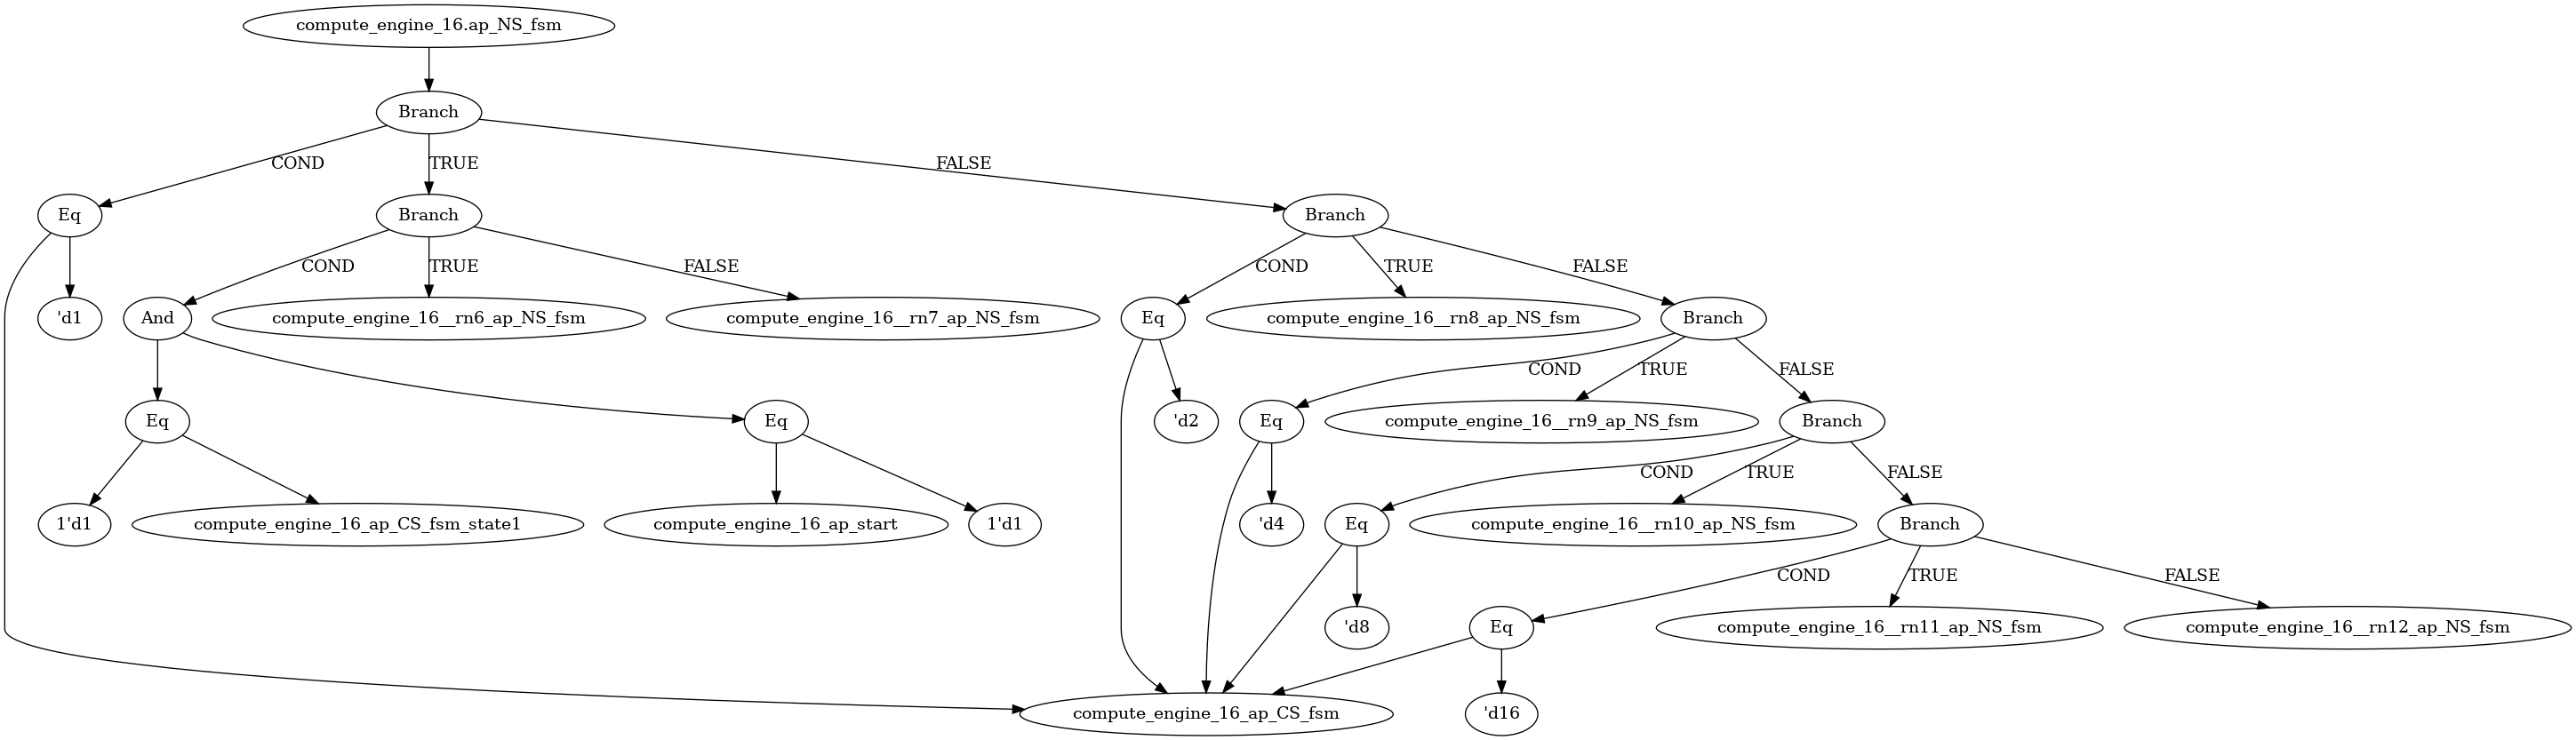 compute_engine_16.ap_NS_fsm
Branch
COND
TRUE
FALSE
Eq
Branch
Branch
COND
TRUE
FALSE
COND
TRUE
FALSE
'd1
And
compute_engine_16__rn6_ap_NS_fsm
compute_engine_16__rn7_ap_NS_fsm
Eq
compute_engine_16__rn8_ap_NS_fsm
Branch
COND
TRUE
FALSE
Eq
Eq
'd2
Eq
compute_engine_16__rn9_ap_NS_fsm
Branch
COND
TRUE
FALSE
1'd1
compute_engine_16_ap_CS_fsm_state1
compute_engine_16_ap_start
1'd1
'd4
Eq
compute_engine_16__rn10_ap_NS_fsm
Branch
COND
TRUE
FALSE
'd8
Eq
compute_engine_16__rn11_ap_NS_fsm
compute_engine_16__rn12_ap_NS_fsm
compute_engine_16_ap_CS_fsm
'd16